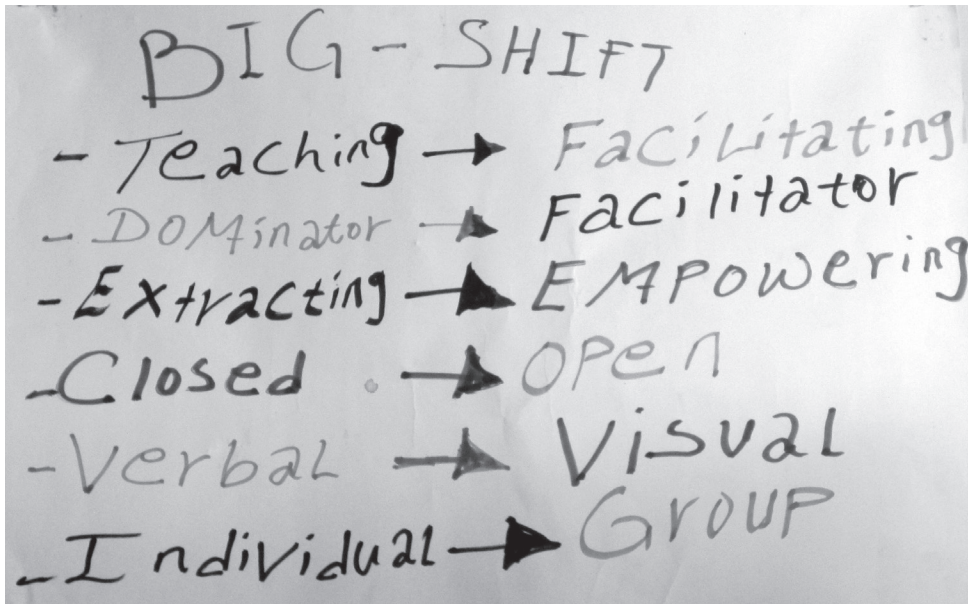 BIG - SHIFT
- Teaching → Facilitating
- DOMinator → Facilitator
- Extracting → EMPOWering
- Closed → OPen
- VerbaL → VisuaL
- Individual → GrouP